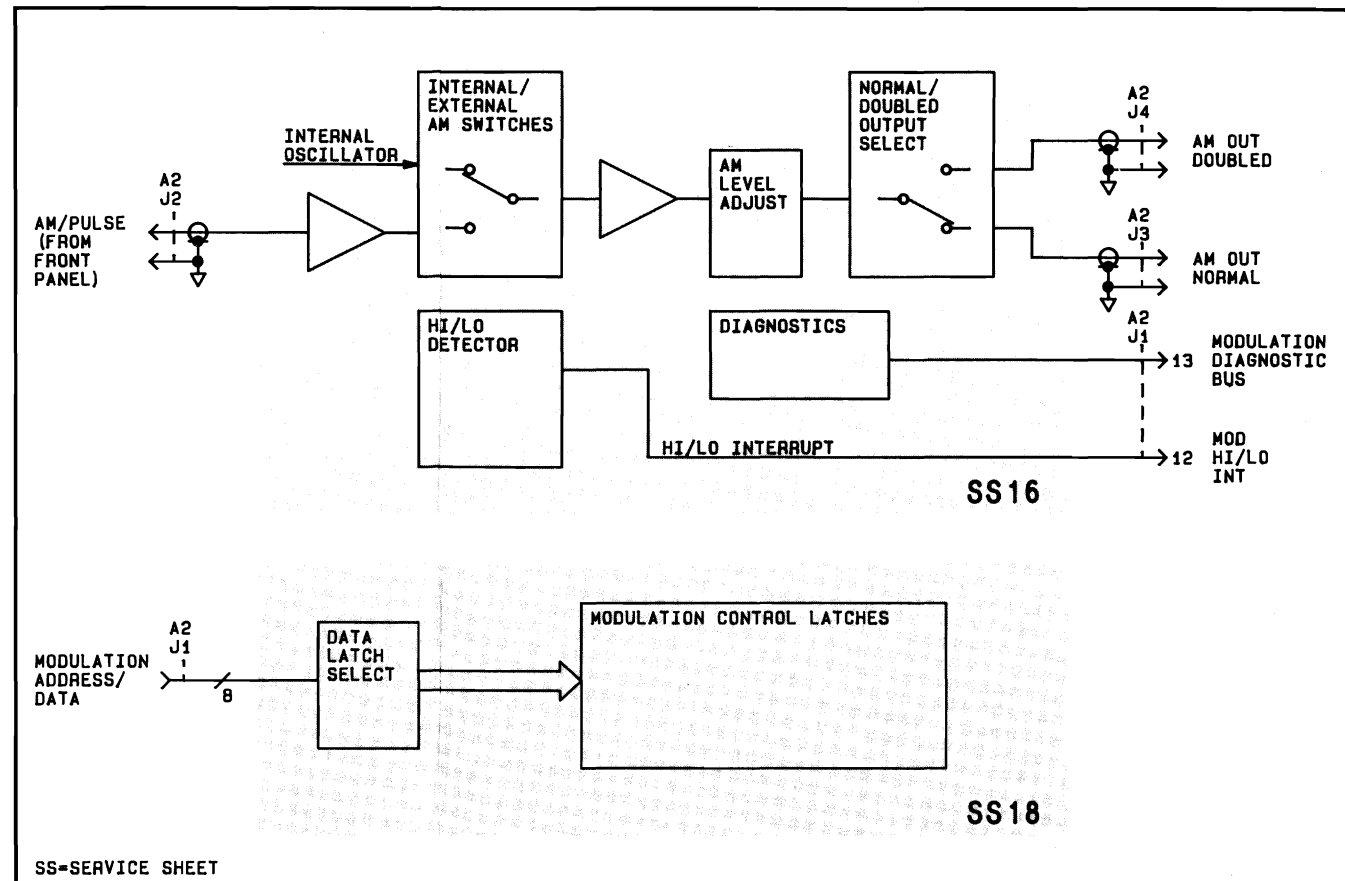 INTERNAL/
EXTERNAL
AM SWITCHES
NORMAL/
DOUBLED
OUTPUT
SELECT
A2
J4
AM OUT
DOUBLED
INTERNAL
OSCILLATOR
AM
LEVEL
ADJUST
A2
J2
AM/PULSE
(FROM
FRONT
PANEL)
A2
J3
AM OUT
NORMAL
HI/LO
DETECTOR
DIAGNOSTICS
A2
J1
13
MODULATION
DIAGNOSTIC
BUS
HI/LO INTERRUPT
12
MOD
HI/LO
INT
SS16
A2
J1
MODULATION
ADDRESS/
DATA
8
DATA
LATCH
SELECT
MODULATION CONTROL LATCHES
SS18
SS=SERVICE SHEET